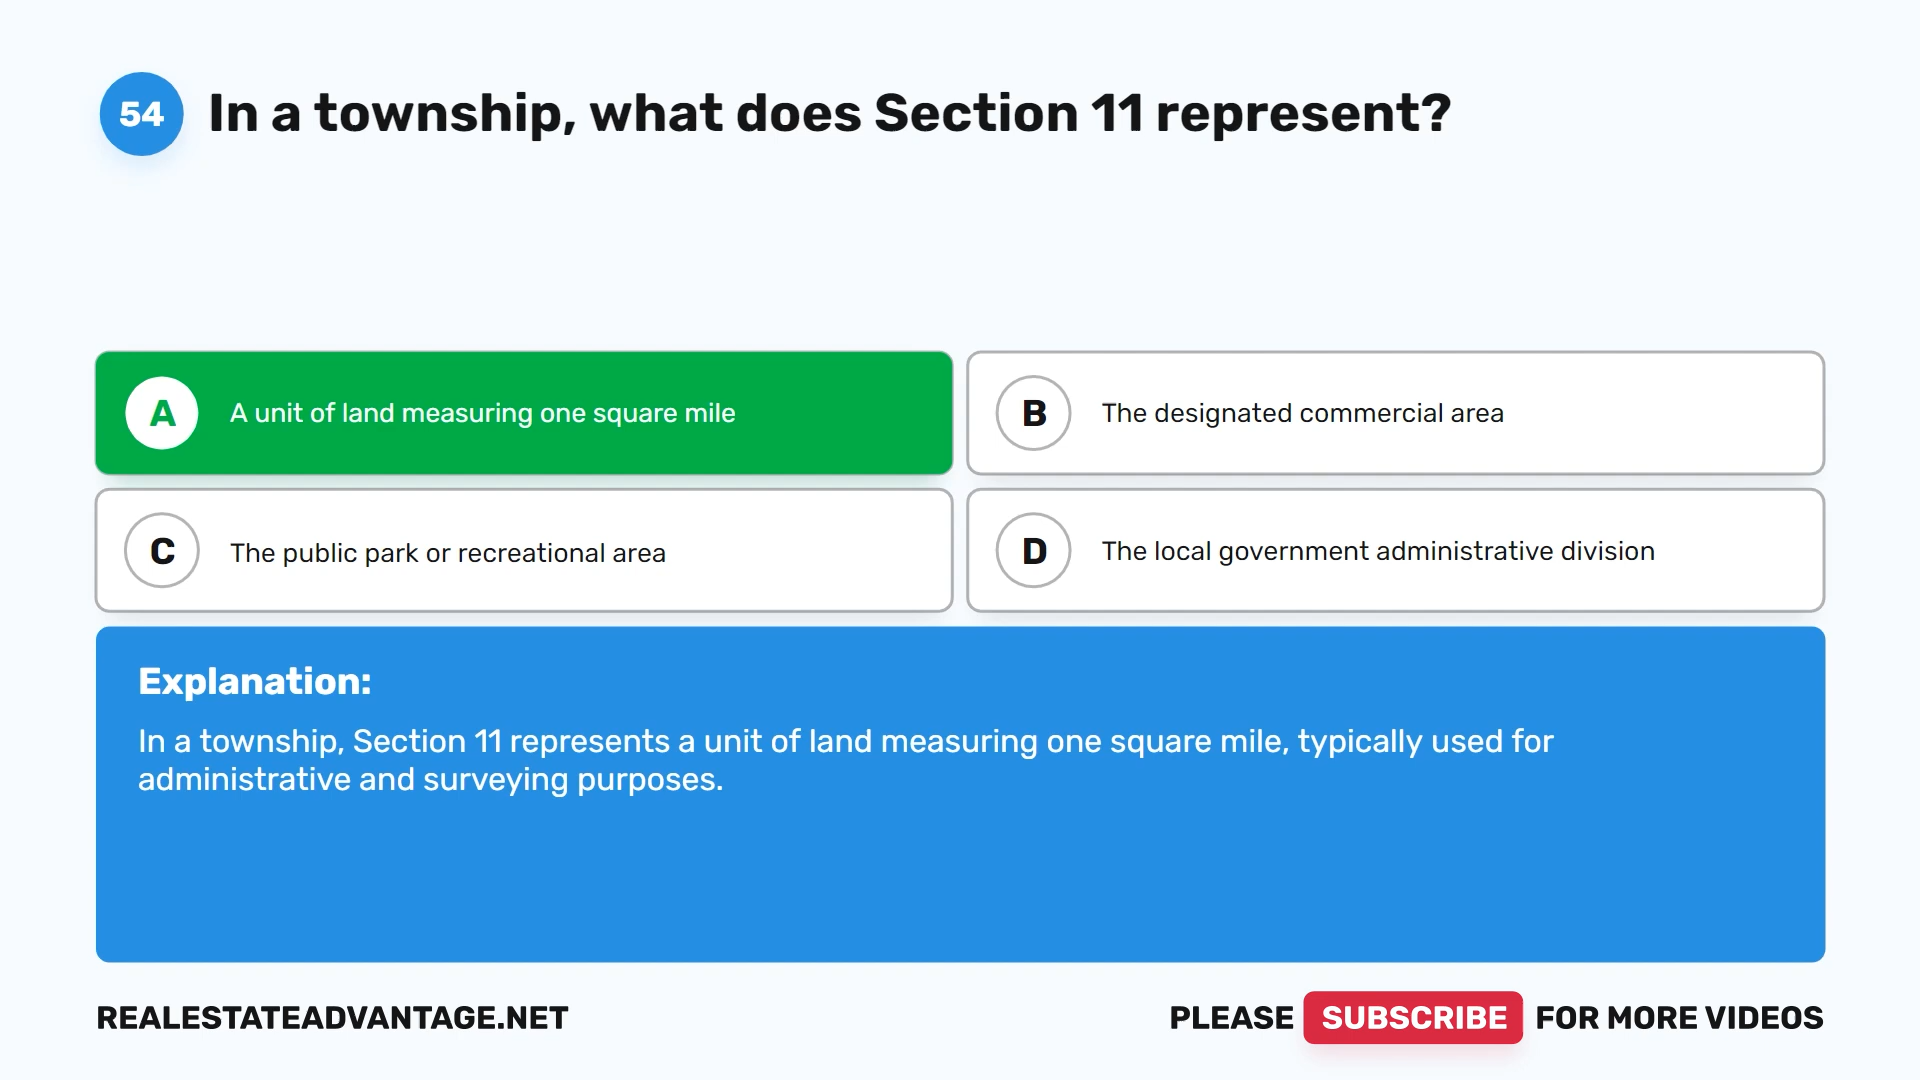 54 In a township, what does Section 11 represent?
A A unit of land measuring one square mile
B The designated commercial area
C The public park or recreational area
D The local government administrative division
Explanation:
In a township, Section 11 represents a unit of land measuring one square mile, typically used for
administrative and surveying purposes.
REALESTATEADVANTAGE.NET
PLEASE SUBSCRIBE FOR MORE VIDEOS